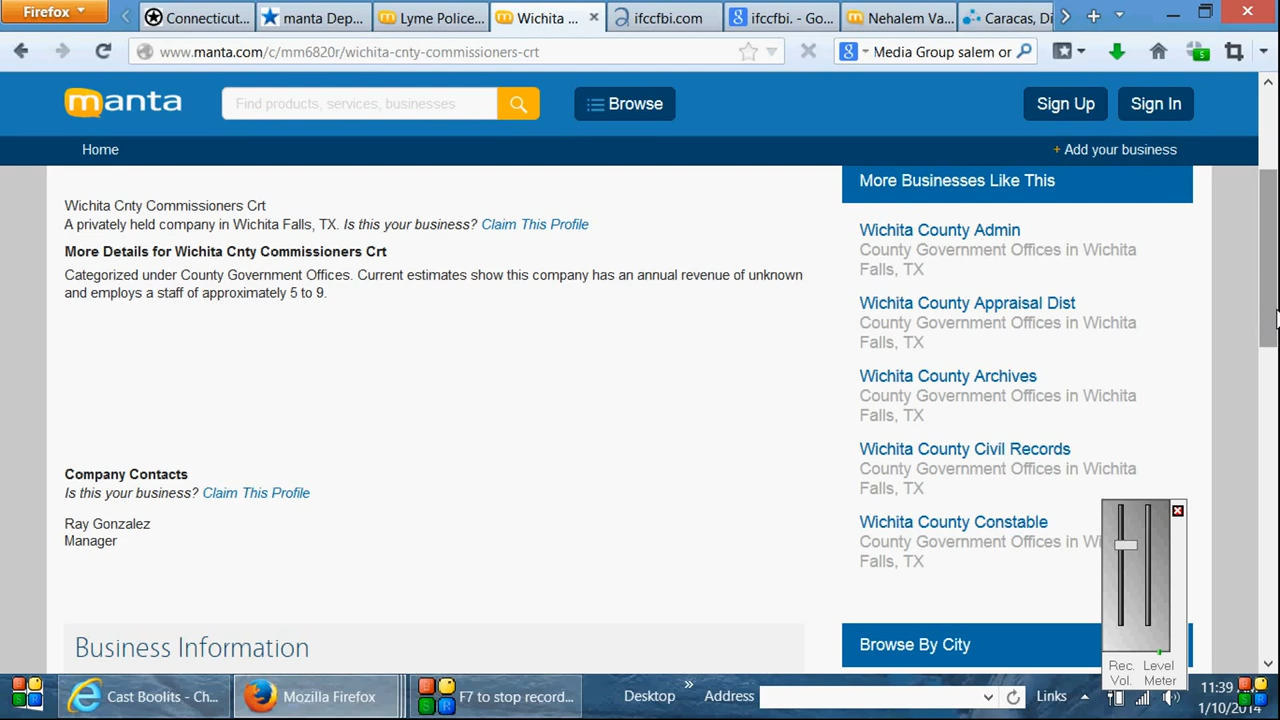 Firefox
Connecticut...
manta Dep...
Lyme Police...
Wichita ...
ifccfbi.com
ifccfbi. - Go...
Nehalem Va...
Caracas, Di
www.manta.com/c/mm6820r/wichita-cnty-commissioners-crt
Media Group salem or
manta
Find products, services, businesses
Browse
Sign Up
Sign In
Home
+ Add your business
Wichita Cnty Commissioners Crt
A privately held company in Wichita Falls, TX. Is this your business? Claim This Profile
More Details for Wichita Cnty Commissioners Crt
Categorized under County Government Offices. Current estimates show this company has an annual revenue of unknown
and employs a staff of approximately 5 to 9.
Company Contacts
Is this your business? Claim This Profile
Ray Gonzalez
Manager
Business Information
More Businesses Like This
Wichita County Admin
County Government Offices in Wichita
Falls, TX
Wichita County Appraisal Dist
County Government Offices in Wichita
Falls, TX
Wichita County Archives
County Government Offices in Wichita
Falls, TX
Wichita County Civil Records
County Government Offices in Wichita
Falls, TX
Wichita County Constable
County Government Offices in Wi
Falls, TX
Browse By City
Rec. Level
Vol. Meter
Cast Boolits - Ch...
Mozilla Firefox
F7 to stop record...
Desktop
Address
Links
11:39 AM
1/10/2014